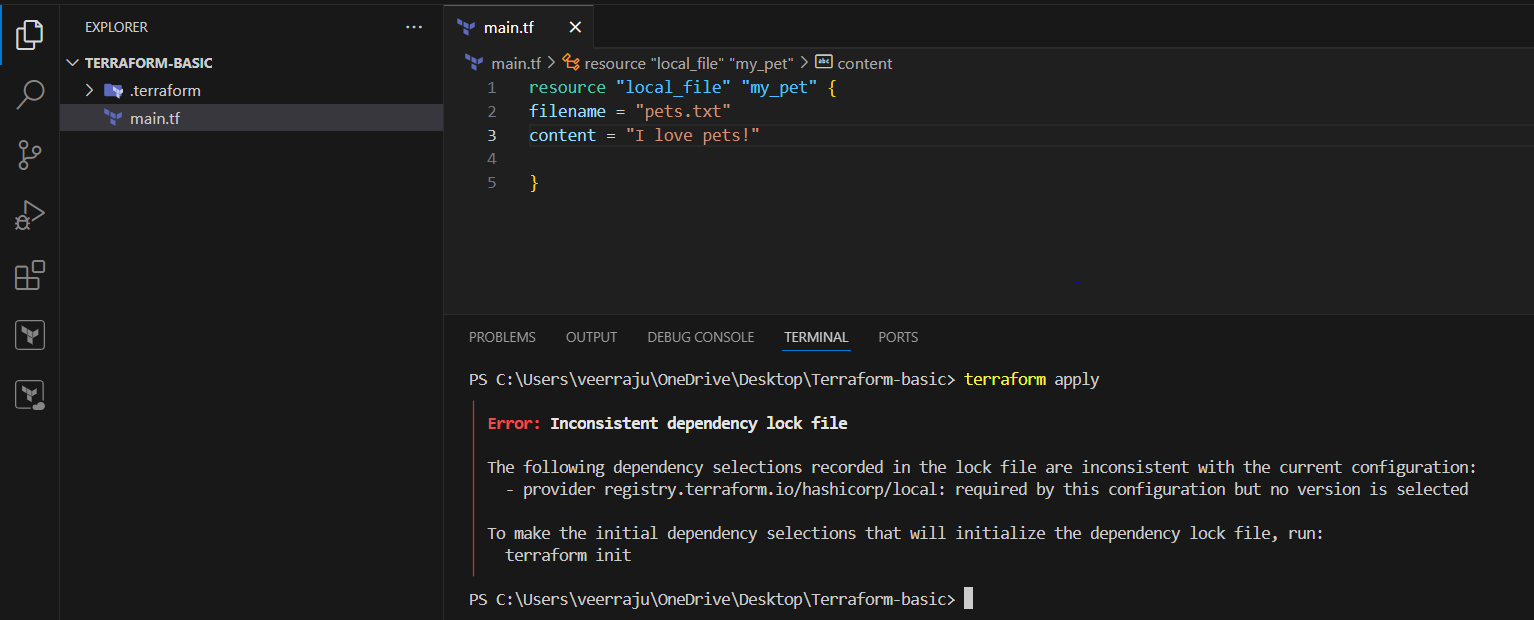 EXPLORER
TERRAFORM-BASIC
.terraform
main.tf
main.tf
main.tf > resource "local_file" "my_pet" > abc content
1 resource "local_file" "my_pet" {
2 filename = "pets.txt"
3 content = "I love pets!"
4
5 }
PROBLEMS OUTPUT DEBUG CONSOLE TERMINAL PORTS
PS C:\Users\veerraju\OneDrive\Desktop\Terraform-basic> terraform apply
Error: Inconsistent dependency lock file
The following dependency selections recorded in the lock file are inconsistent with the current configuration:
- provider registry.terraform.io/hashicorp/local: required by this configuration but no version is selected
To make the initial dependency selections that will initialize the dependency lock file, run:
terraform init
PS C:\Users\veerraju\OneDrive\Desktop\Terraform-basic>